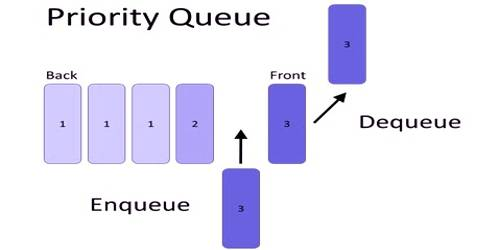 Priority Queue
3
Back
Front
1 1 1 2 3
Dequeue
Enqueue
3